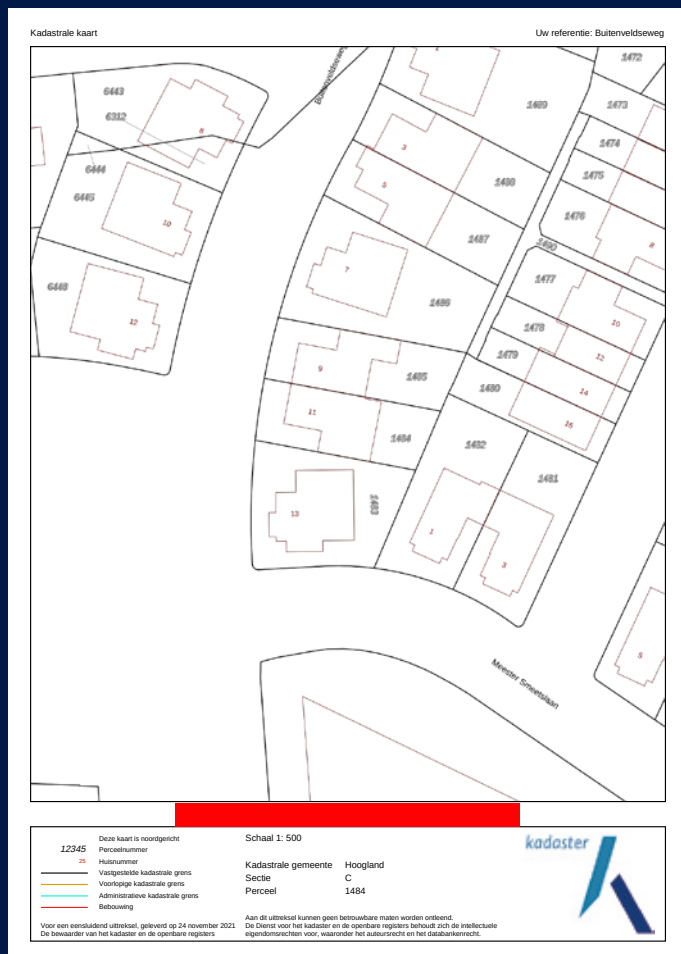 Kadastrale kaart
Uw referentie: Buitenveldseweg
1472
6443
Buitenveldseweg
1489
1473
6312
8
1474
3
6444
1475
1488
5
6445
10
1476
1487
1490
8
7
1477
6448
1486
12
10
1478
1479
12
9
1485
1480
14
11
16
1484
1482
1481
13
1483
1
3
5
Meester Smeetslaan
Deze kaart is noordgericht
12345 Perceelnummer
25 Huisnummer
Vastgestelde kadastrale grens
Voorlopige kadastrale grens
Administratieve kadastrale grens
Bebouwing
Voor een eensluidend uittreksel, geleverd op 24 november 2021
De bewaarder van het kadaster en de openbare registers
Schaal 1: 500
Kadastrale gemeente Hoogland
Sectie C
Perceel 1484
Aan dit uittreksel kunnen geen betrouwbare maten worden ontleend.
De Dienst voor het kadaster en de openbare registers behoudt zich de intellectuele
eigendomsrechten voor, waaronder het auteursrecht en het databankenrecht.
kadaster